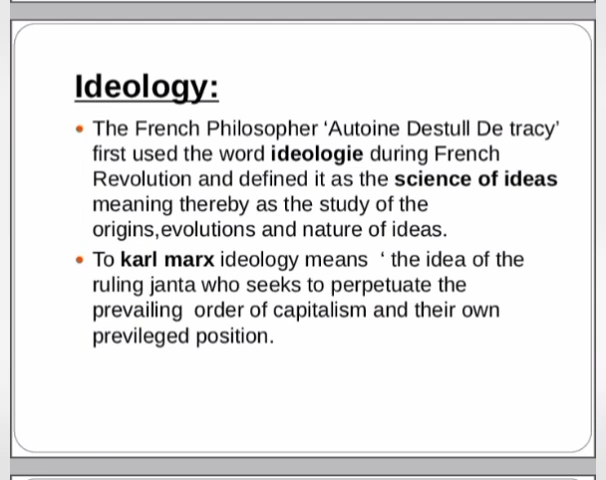 Ideology:
• The French Philosopher ‘Autoine Destull De tracy’
first used the word ideologie during French
Revolution and defined it as the science of ideas
meaning thereby as the study of the
origins,evolutions and nature of ideas.
• To karl marx ideology means ‘ the idea of the
ruling janta who seeks to perpetuate the
prevailing order of capitalism and their own
previleged position.